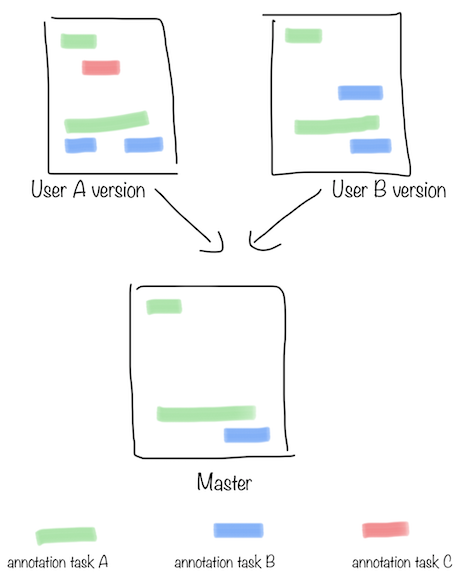 User A version
User B version
Master
annotation task A
annotation task B
annotation task C